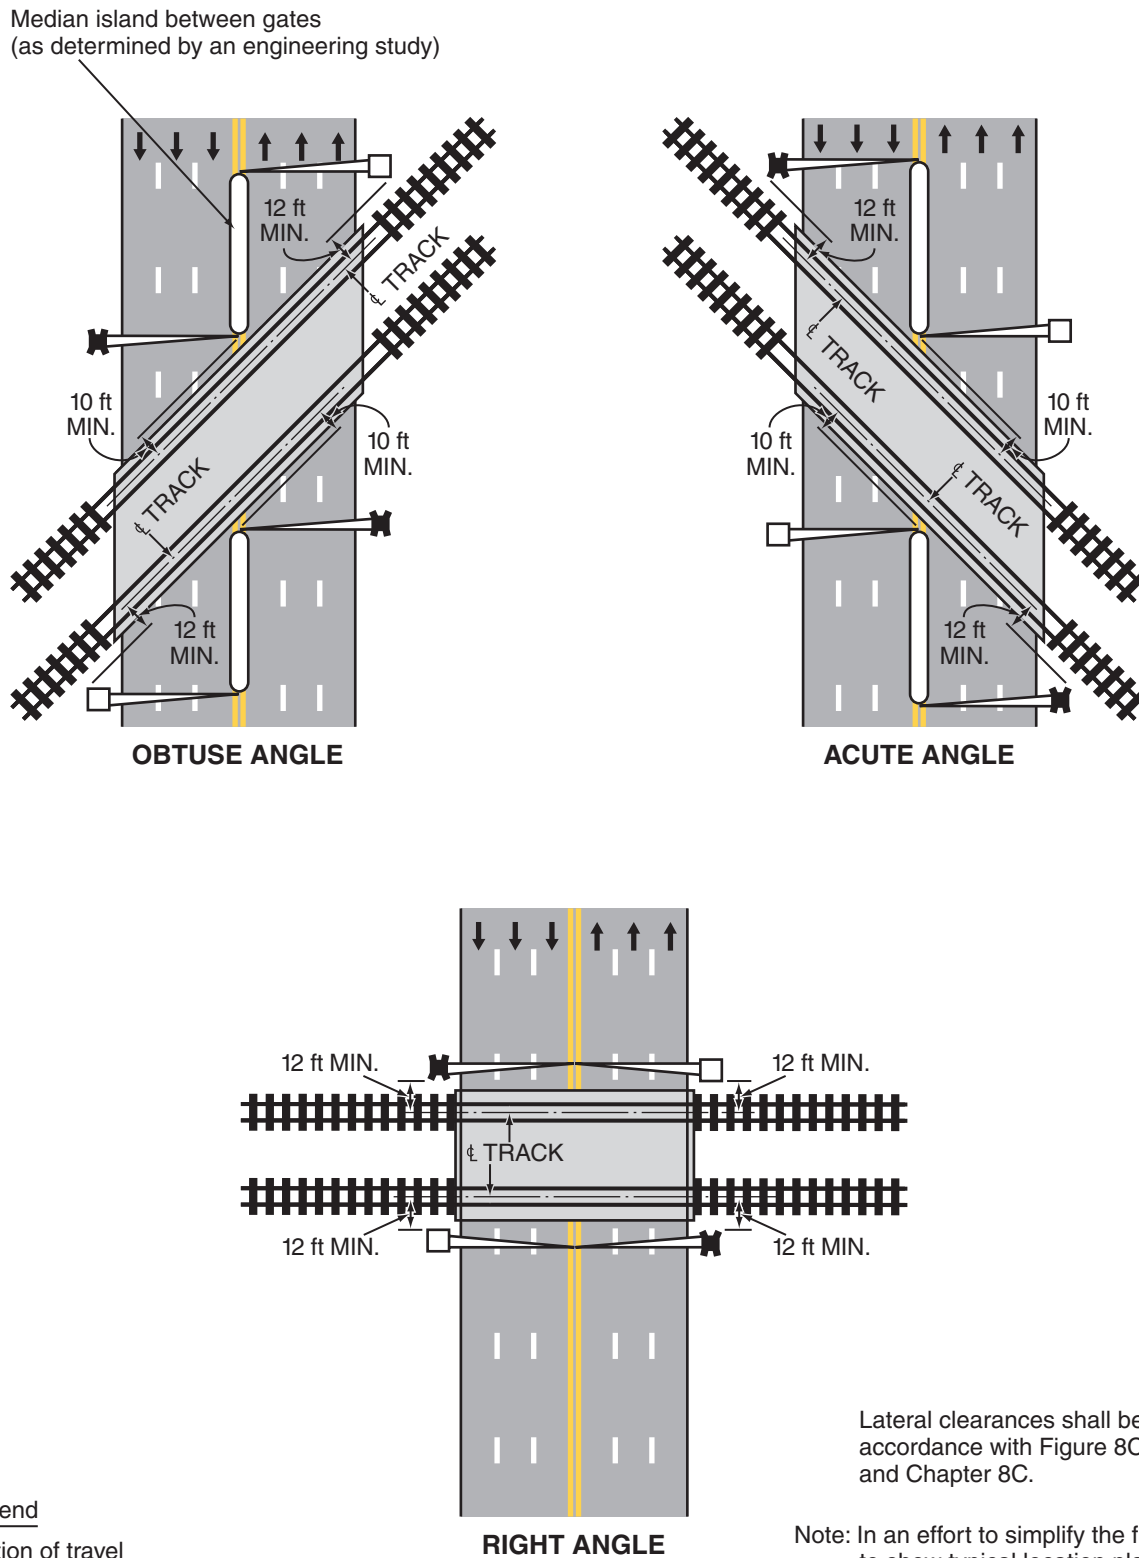 Median island between gates
(as determined by an engineering study)
12 ft
MIN.
℄ TRACK
10 ft
MIN.
10 ft
MIN.
℄ TRACK
12 ft
MIN.
OBTUSE ANGLE
12 ft
MIN.
℄ TRACK
10 ft
MIN.
10 ft
MIN.
℄ TRACK
12 ft
MIN.
ACUTE ANGLE
12 ft MIN.
12 ft MIN.
℄ TRACK
12 ft MIN.
12 ft MIN.
RIGHT ANGLE
Lateral clearances shall be
accordance with Figure 8C
and Chapter 8C.
end
tion of travel
Note: In an effort to simplify the f
to show typical location pla